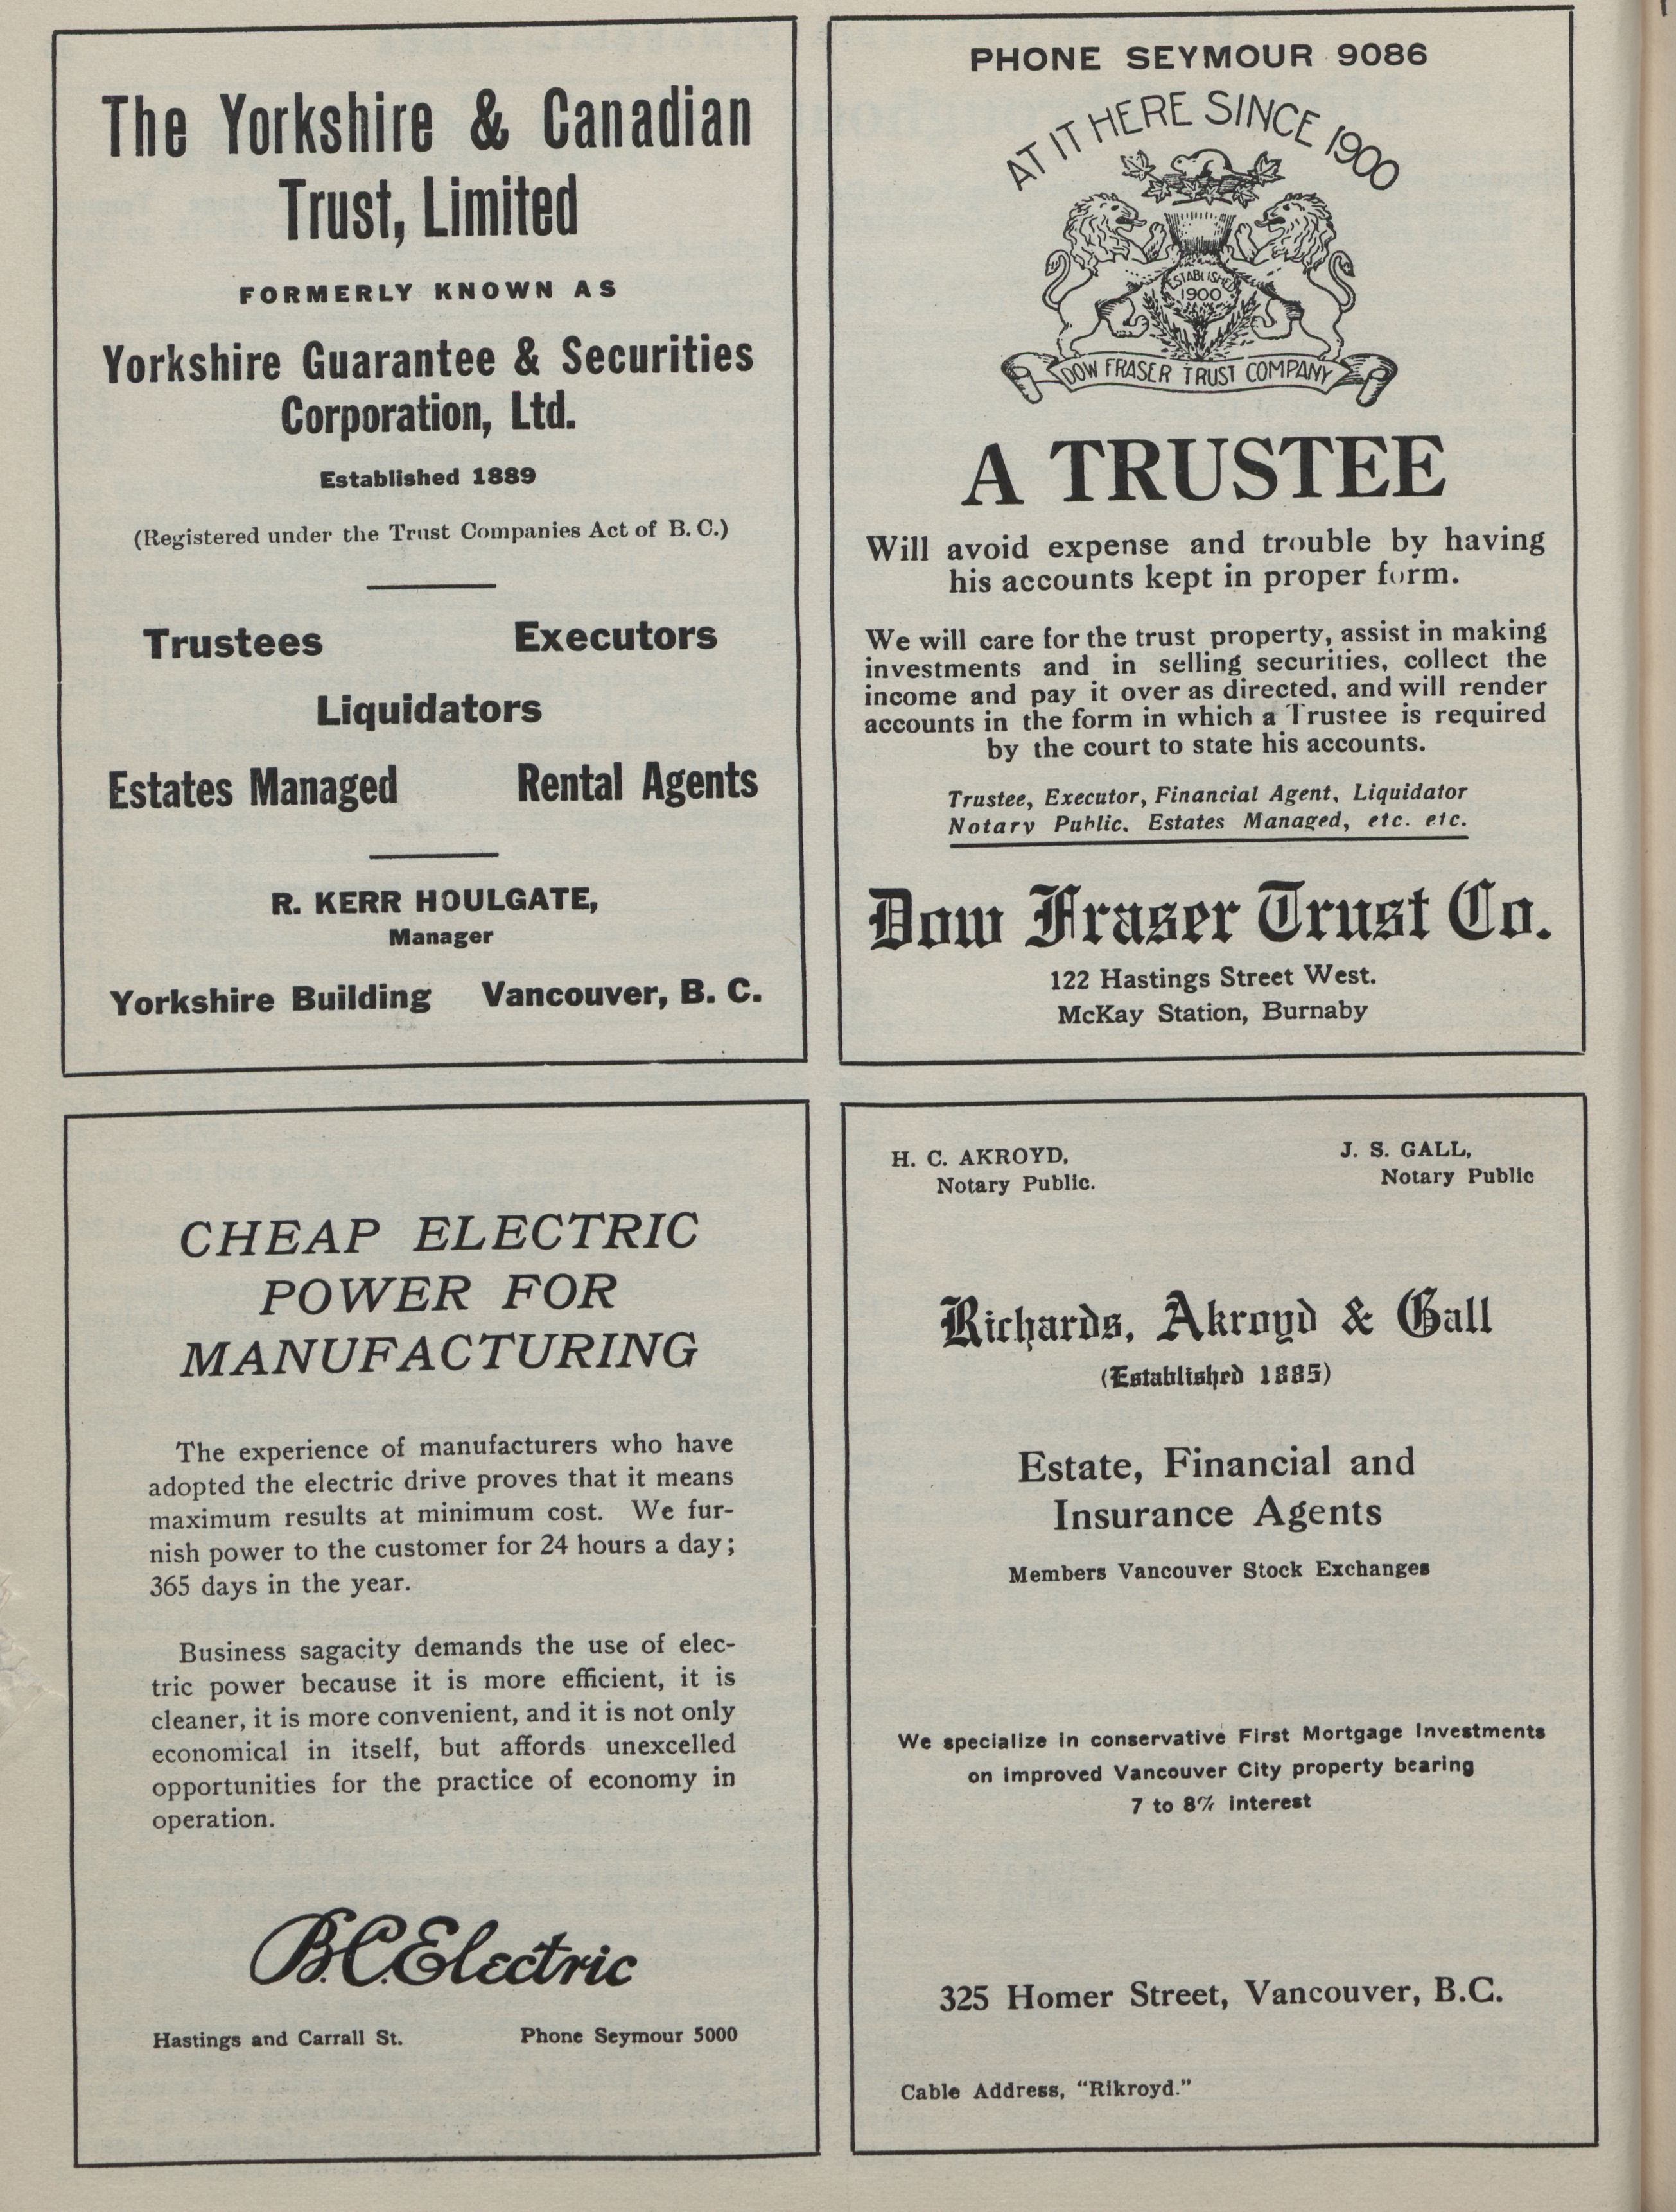 The Yorkshire & Canadian
Trust, Limited
FORMERLY KNOWN AS
Yorkshire Guarantee & Securities
Corporation, Ltd.
Established 1889
(Registered under the Trust Companies Act of B. C.)
Trustees Executors
Liquidators
Estates Managed Rental Agents
R. KERR HOULGATE,
Manager
Yorkshire Building Vancouver, B. C.
PHONE SEYMOUR 9086
AT IT HERE SINCE 1900
ESTABLISHED
1900
DOW FRASER TRUST COMPANY
A TRUSTEE
Will avoid expense and trouble by having
his accounts kept in proper form.
We will care for the trust property, assist in making
investments and in selling securities, collect the
income and pay it over as directed, and will render
accounts in the form in which a Trustee is required
by the court to state his accounts.
Trustee, Executor, Financial Agent, Liquidator
Notary Public, Estates Managed, etc. etc.
Dow Fraser Trust Co.
122 Hastings Street West.
McKay Station, Burnaby
CHEAP ELECTRIC
POWER FOR
MANUFACTURING
The experience of manufacturers who have
adopted the electric drive proves that it means
maximum results at minimum cost. We fur-
nish power to the customer for 24 hours a day;
365 days in the year.
Business sagacity demands the use of elec-
tric power because it is more efficient, it is
cleaner, it is more convenient, and it is not only
economical in itself, but affords unexcelled
opportunities for the practice of economy in
operation.
B.C. Electric
Hastings and Carrall St. Phone Seymour 5000
H. C. AKROYD,
Notary Public.
J. S. GALL,
Notary Public
Richards, Akroyd & Gall
(Established 1885)
Estate, Financial and
Insurance Agents
Members Vancouver Stock Exchanges
We specialize in conservative First Mortgage Investments
on improved Vancouver City property bearing
7 to 8% interest
325 Homer Street, Vancouver, B.C.
Cable Address, "Rikroyd."